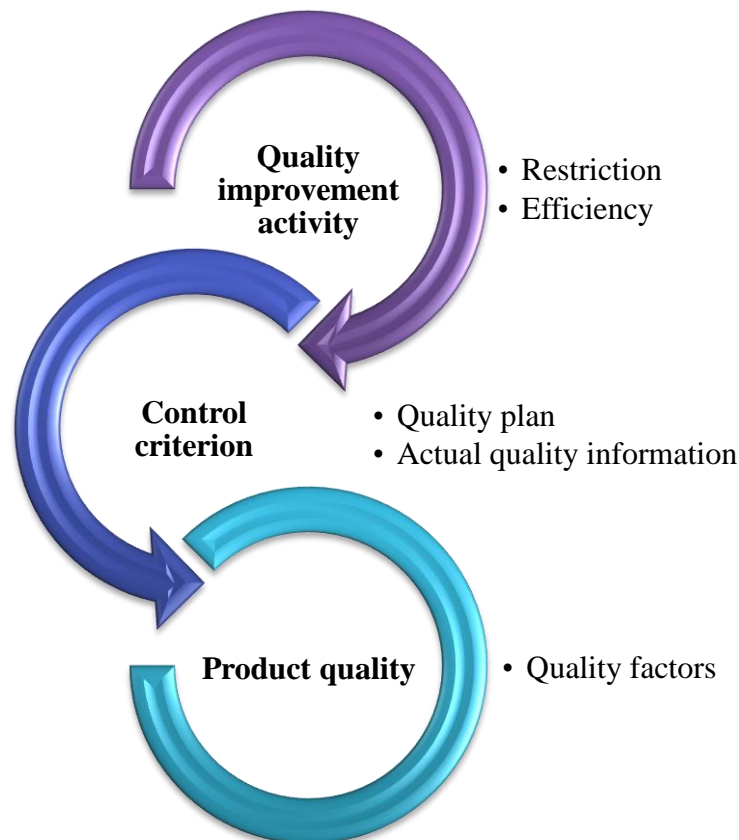 Quality
improvement
activity
• Restriction
• Efficiency
Control
criterion
• Quality plan
• Actual quality information
Product quality
• Quality factors